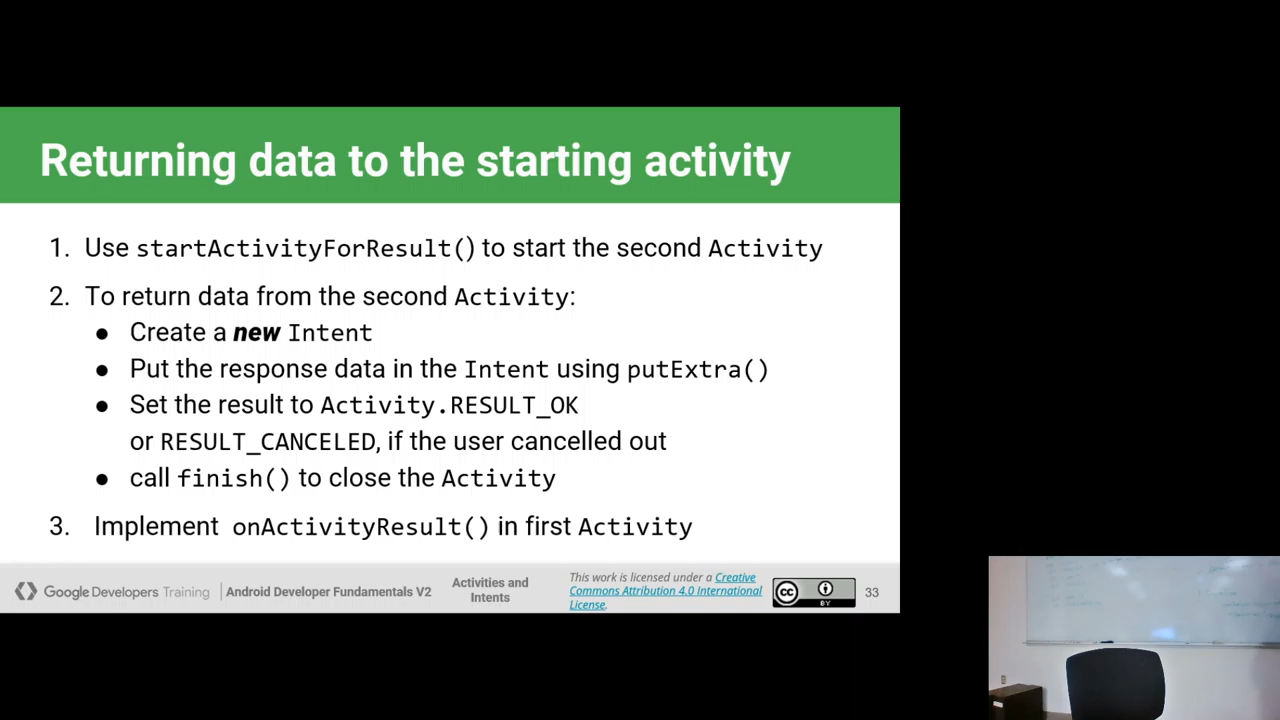 Returning data to the starting activity
1. Use startActivityForResult() to start the second Activity
2. To return data from the second Activity:
● Create a new Intent
● Put the response data in the Intent using putExtra()
● Set the result to Activity.RESULT_OK
or RESULT_CANCELED, if the user cancelled out
● call finish() to close the Activity
3. Implement onActivityResult() in first Activity
Google Developers Training
Android Developer Fundamentals V2
Activities and
Intents
This work is licensed under a Creative
Commons Attribution 4.0 International
License.
cc
BY
33